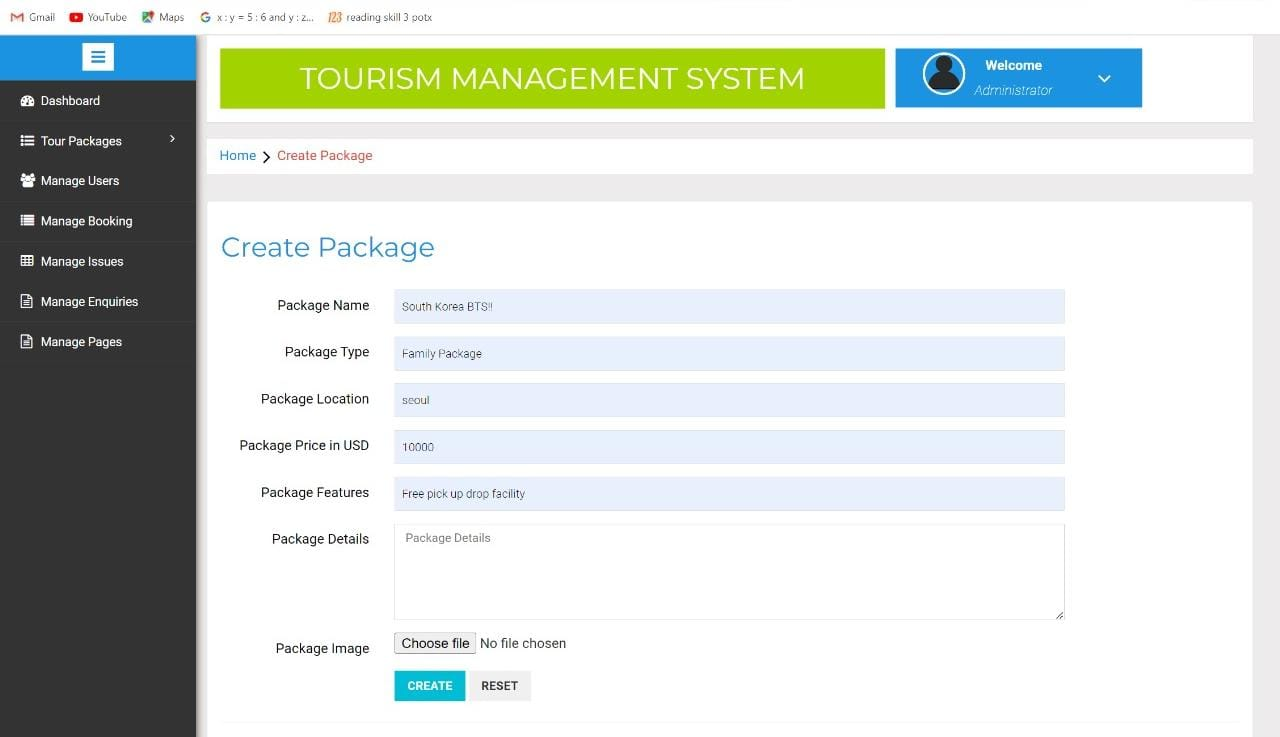 Gmail YouTube Maps x : y = 5 : 6 and y : z... 123 reading skill 3 potx
TOURISM MANAGEMENT SYSTEM
Welcome
Administrator
Dashboard
Tour Packages
Manage Users
Manage Booking
Manage Issues
Manage Enquiries
Manage Pages
Home > Create Package
Create Package
Package Name South Korea BTS!!
Package Type Family Package
Package Location seoul
Package Price in USD 10000
Package Features Free pick up drop facility
Package Details Package Details
Package Image Choose file No file chosen
CREATE RESET